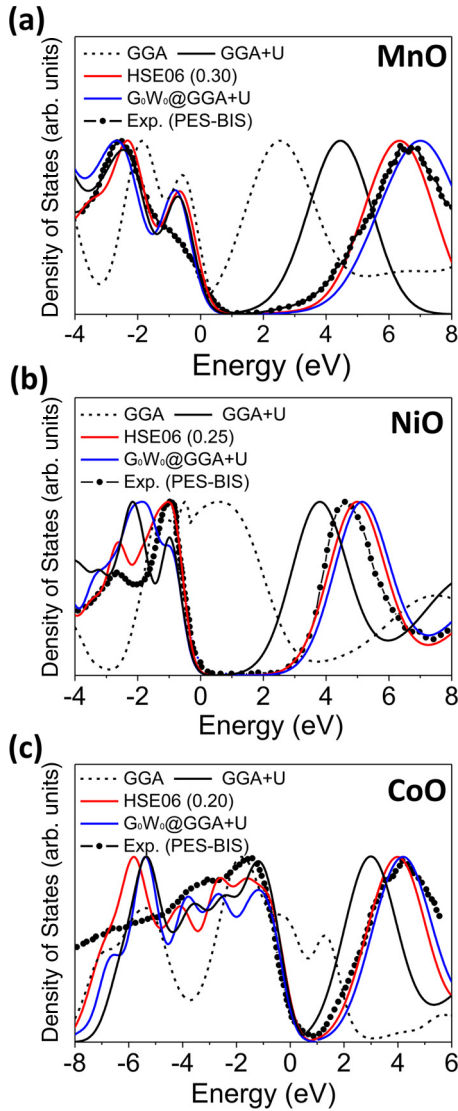 (a)
MnO
GGA GGA+U
HSE06 (0.30)
G₀W₀@GGA+U
Exp. (PES-BIS)
Density of States (arb. units)
-4 -2 0 2 4 6 8
Energy (eV)
(b)
NiO
GGA GGA+U
HSE06 (0.25)
G₀W₀@GGA+U
Exp. (PES-BIS)
Density of States (arb. units)
-4 -2 0 2 4 6 8
Energy (eV)
(c)
CoO
GGA GGA+U
HSE06 (0.20)
G₀W₀@GGA+U
Exp. (PES-BIS)
Density of States (arb. units)
-8 -6 -4 -2 0 2 4 6
Energy (eV)